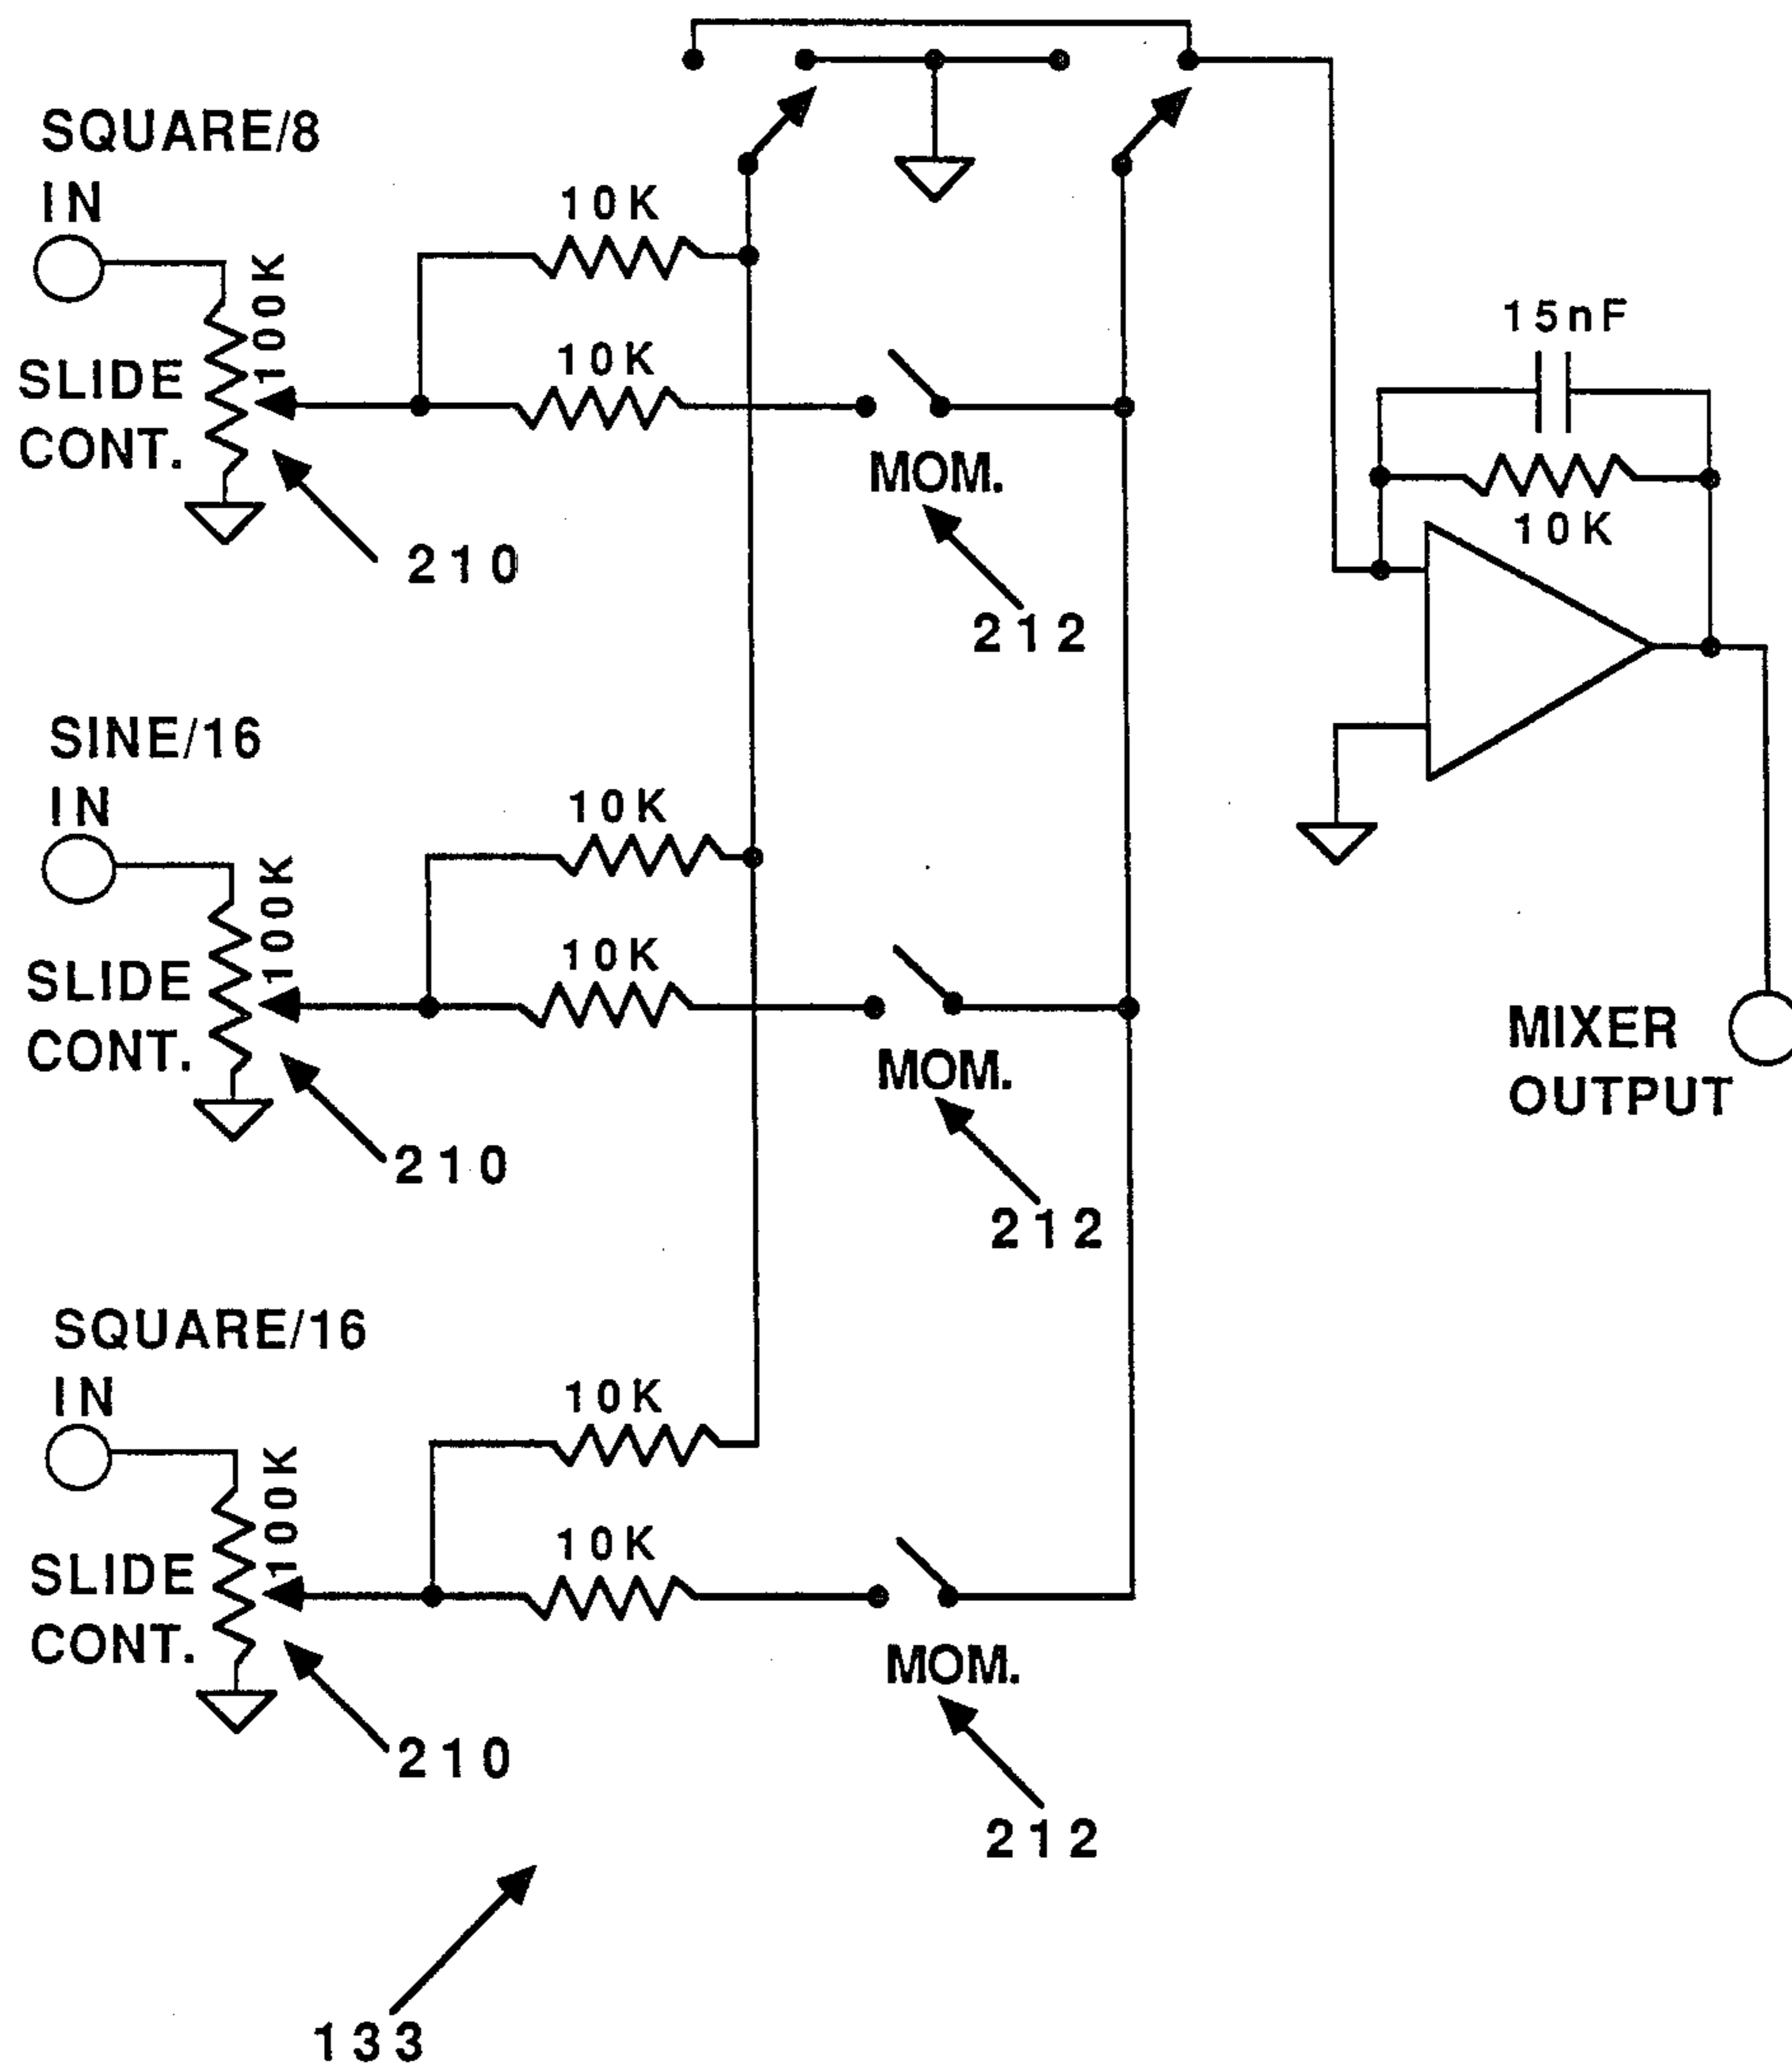 SQUARE/8
IN
10K
100K
10K
SLIDE
CONT.
MOM.
210
212
15nF
10K
SINE/16
IN
10K
100K
10K
SLIDE
CONT.
MOM.
210
212
MIXER
OUTPUT
SQUARE/16
IN
10K
100K
10K
SLIDE
CONT.
MOM.
210
212
133